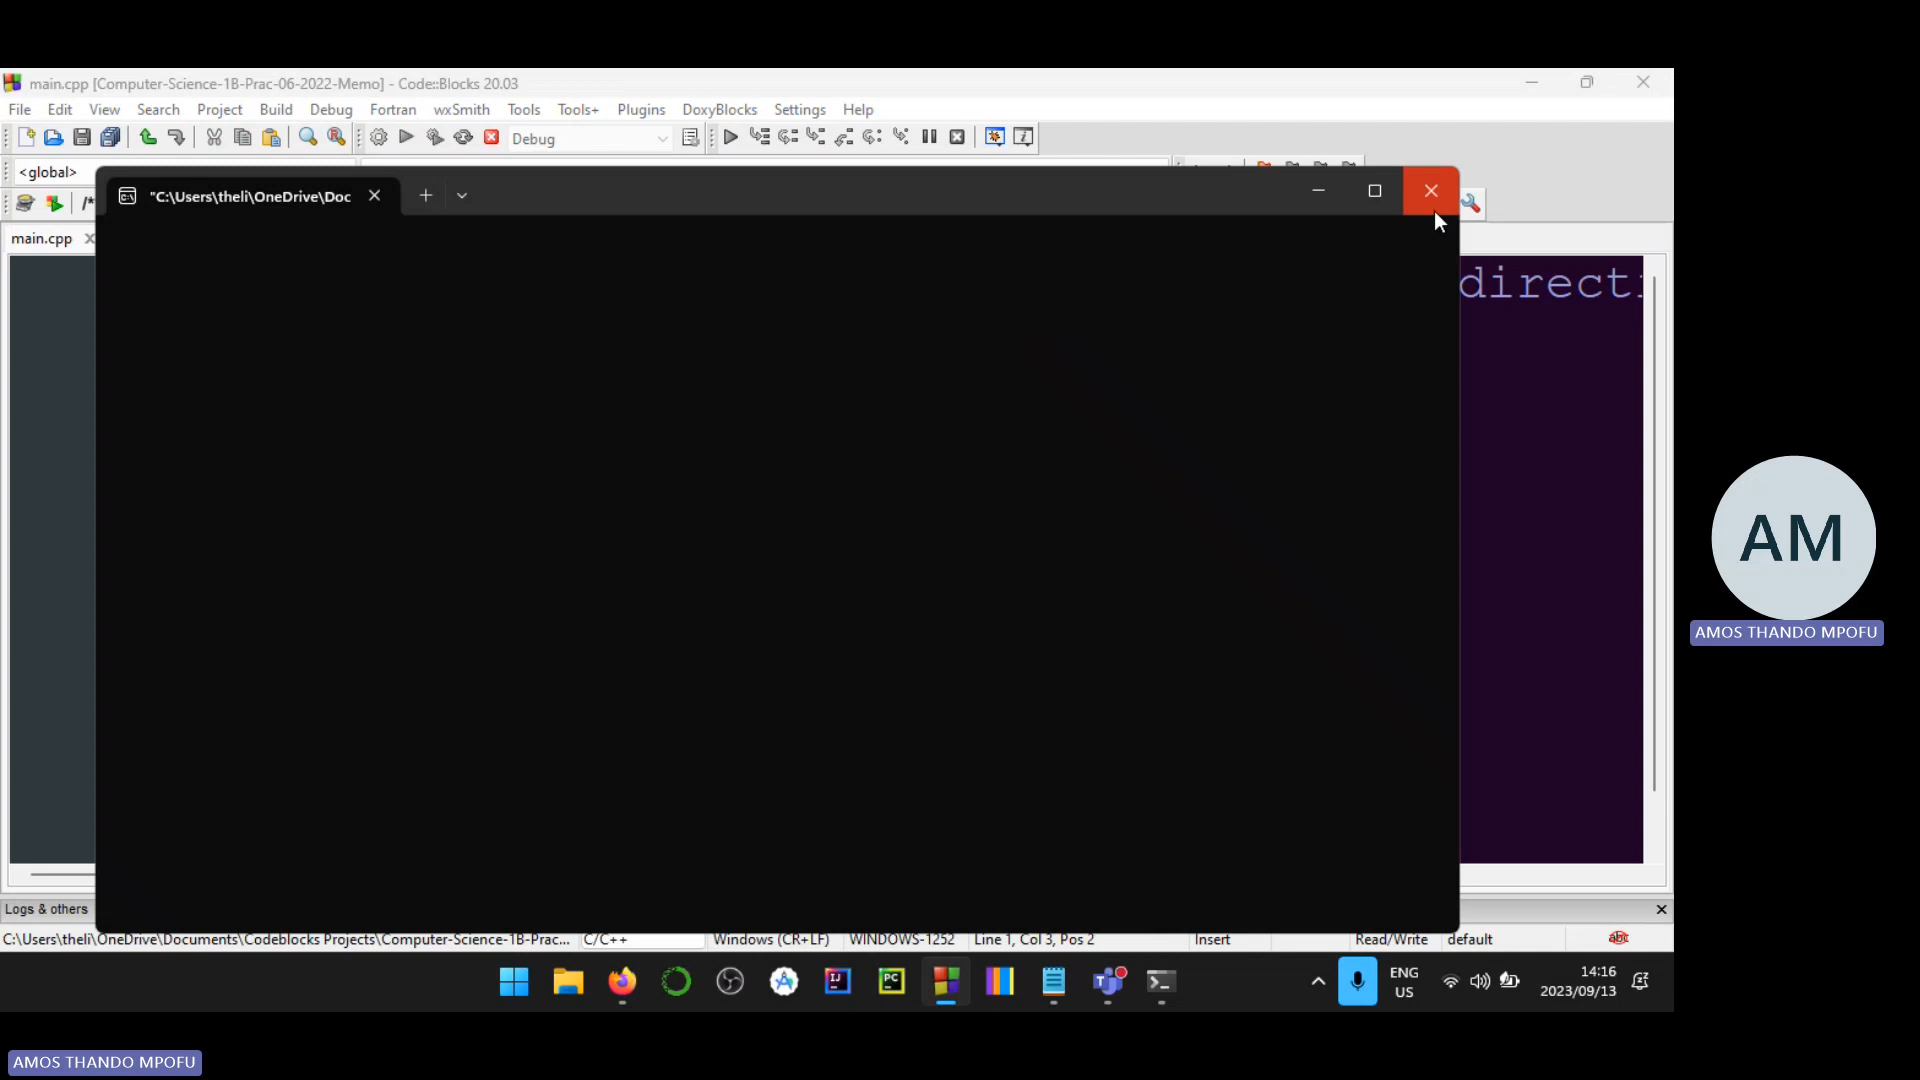 main.cpp [Computer-Science-1B-Prac-06-2022-Memo] - Code::Blocks 20.03
File Edit View Search Project Build Debug Fortran wxSmith Tools Tools+ Plugins DoxyBlocks Settings Help
Debug
<global>
"C:\Users\theli\OneDrive\Doc
/*
main.cpp
direct
AM
AMOS THANDO MPOFU
Logs & others
C:\Users\theli\OneDrive\Documents\Codeblocks Projects\Computer-Science-1B-Prac... C/C++ Windows (CR+LF) WINDOWS-1252 Line 1, Col 3, Pos 2 Insert Read/Write default abc
ENG
US
14:16
2023/09/13
AMOS THANDO MPOFU